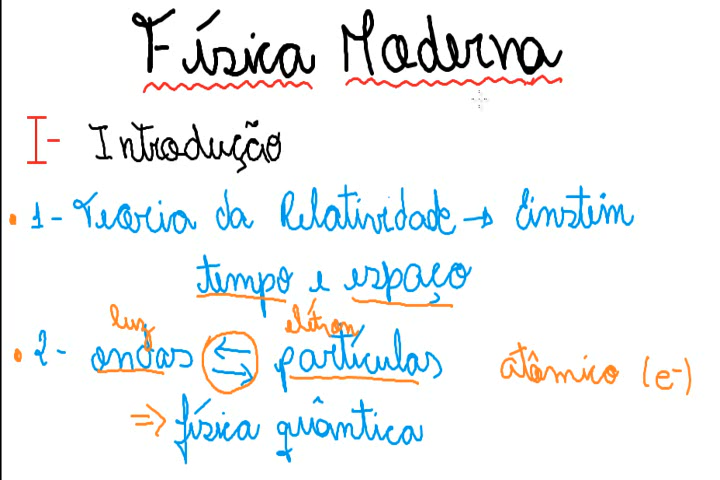 Física Moderna
I- Introdução
• 1- Teoria da Relatividade → Einstein
tempo e espaço
luz elétron
• 2- ondas ⇆ partículas atômico (e-)
⇒ física quântica